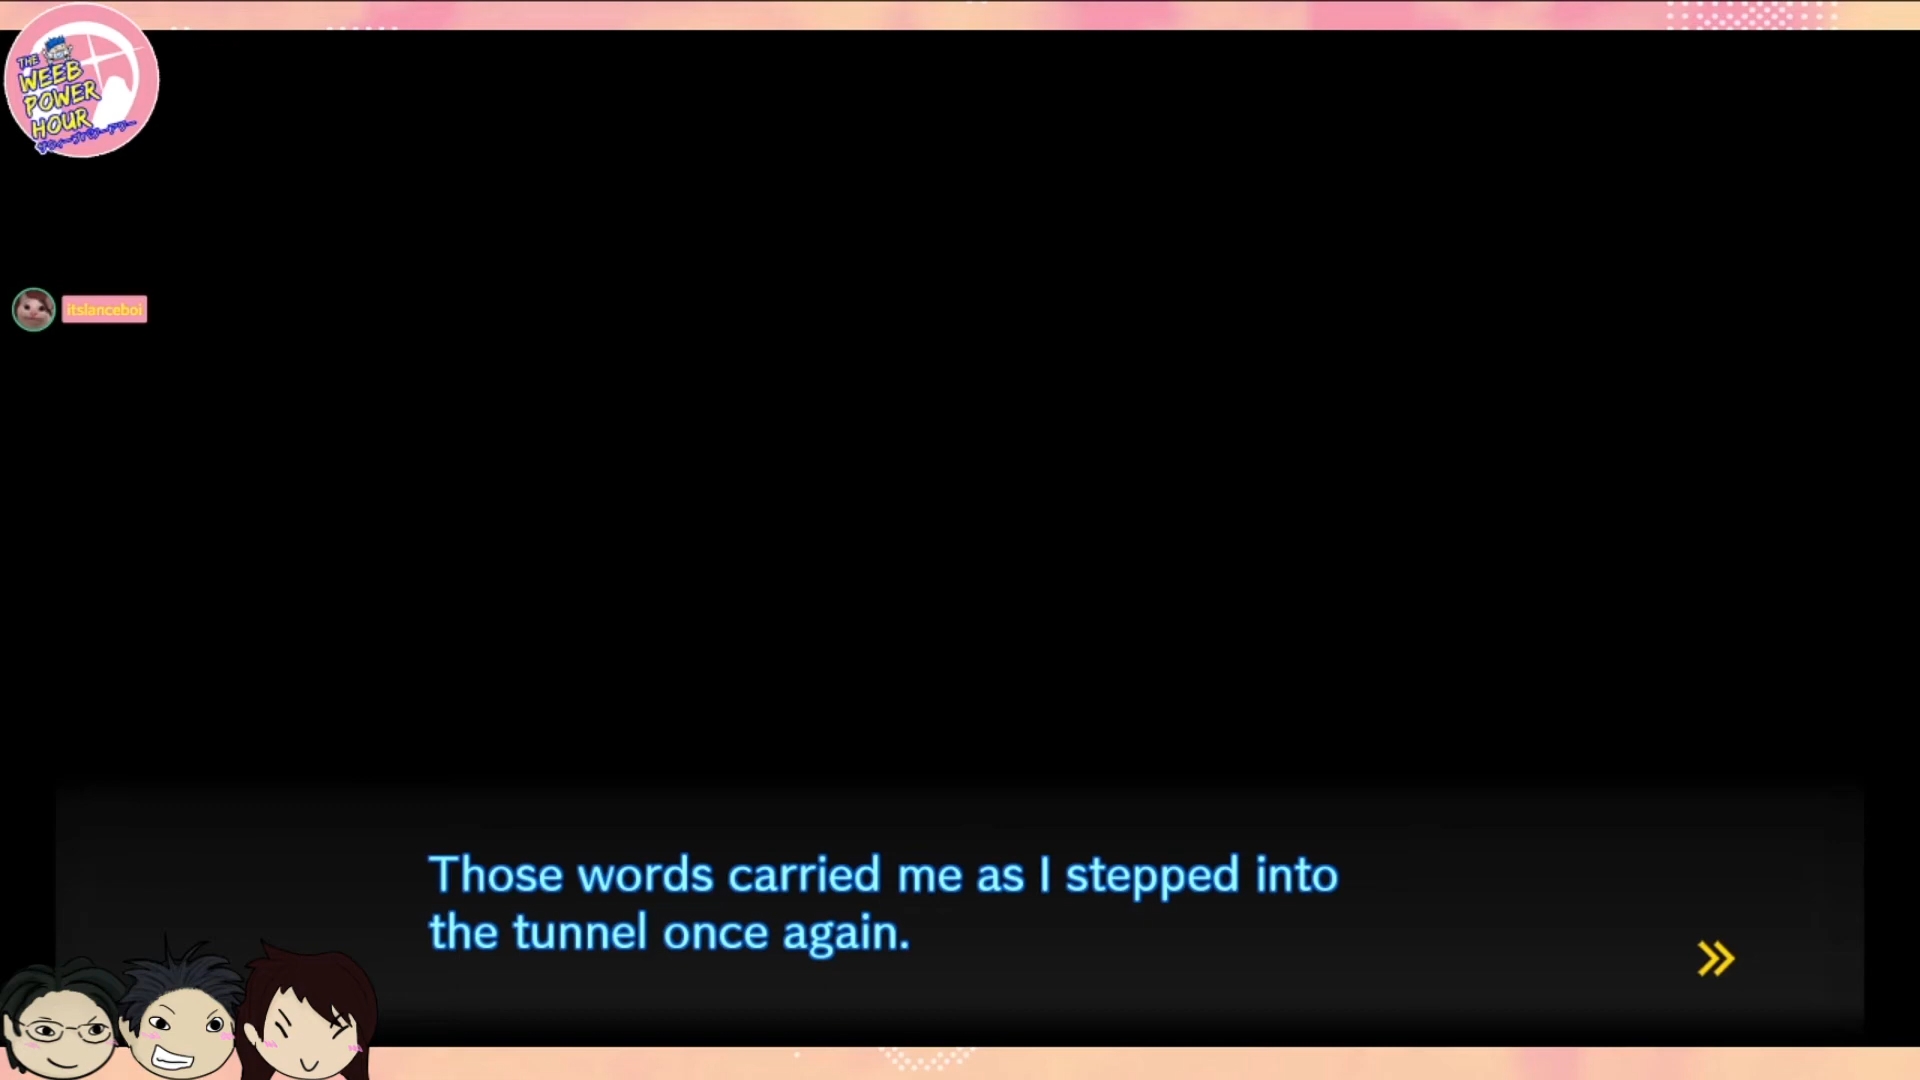 THE
WEEB
POWER
HOUR
itslanceboi
Those words carried me as I stepped into
the tunnel once again.